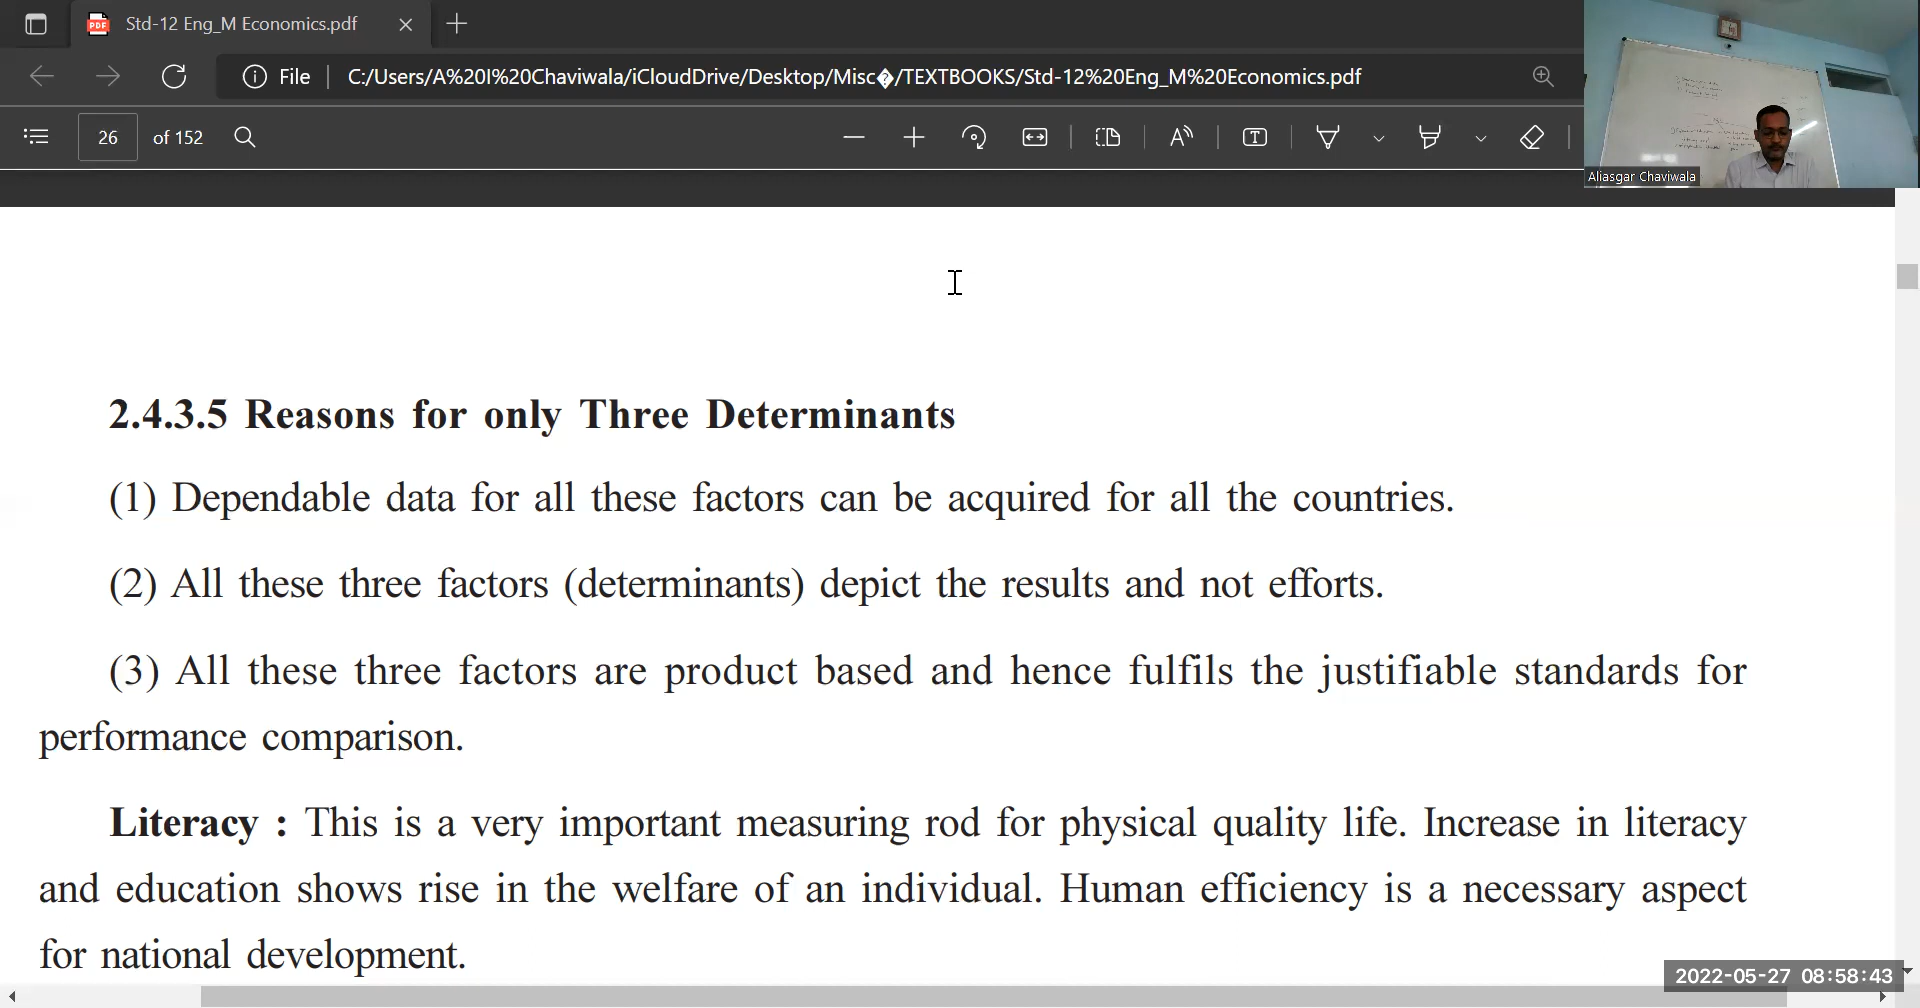 Std-12 Eng_M Economics.pdf
File
C:/Users/A%20I%20Chaviwala/iCloudDrive/Desktop/Misc�/TEXTBOOKS/Std-12%20Eng_M%20Economics.pdf
26 of 152
Aliasgar Chaviwala
2.4.3.5 Reasons for only Three Determinants
(1) Dependable data for all these factors can be acquired for all the countries.
(2) All these three factors (determinants) depict the results and not efforts.
(3) All these three factors are product based and hence fulfils the justifiable standards for
performance comparison.
Literacy : This is a very important measuring rod for physical quality life. Increase in literacy
and education shows rise in the welfare of an individual. Human efficiency is a necessary aspect
for national development.
2022-05-27 08:58:43